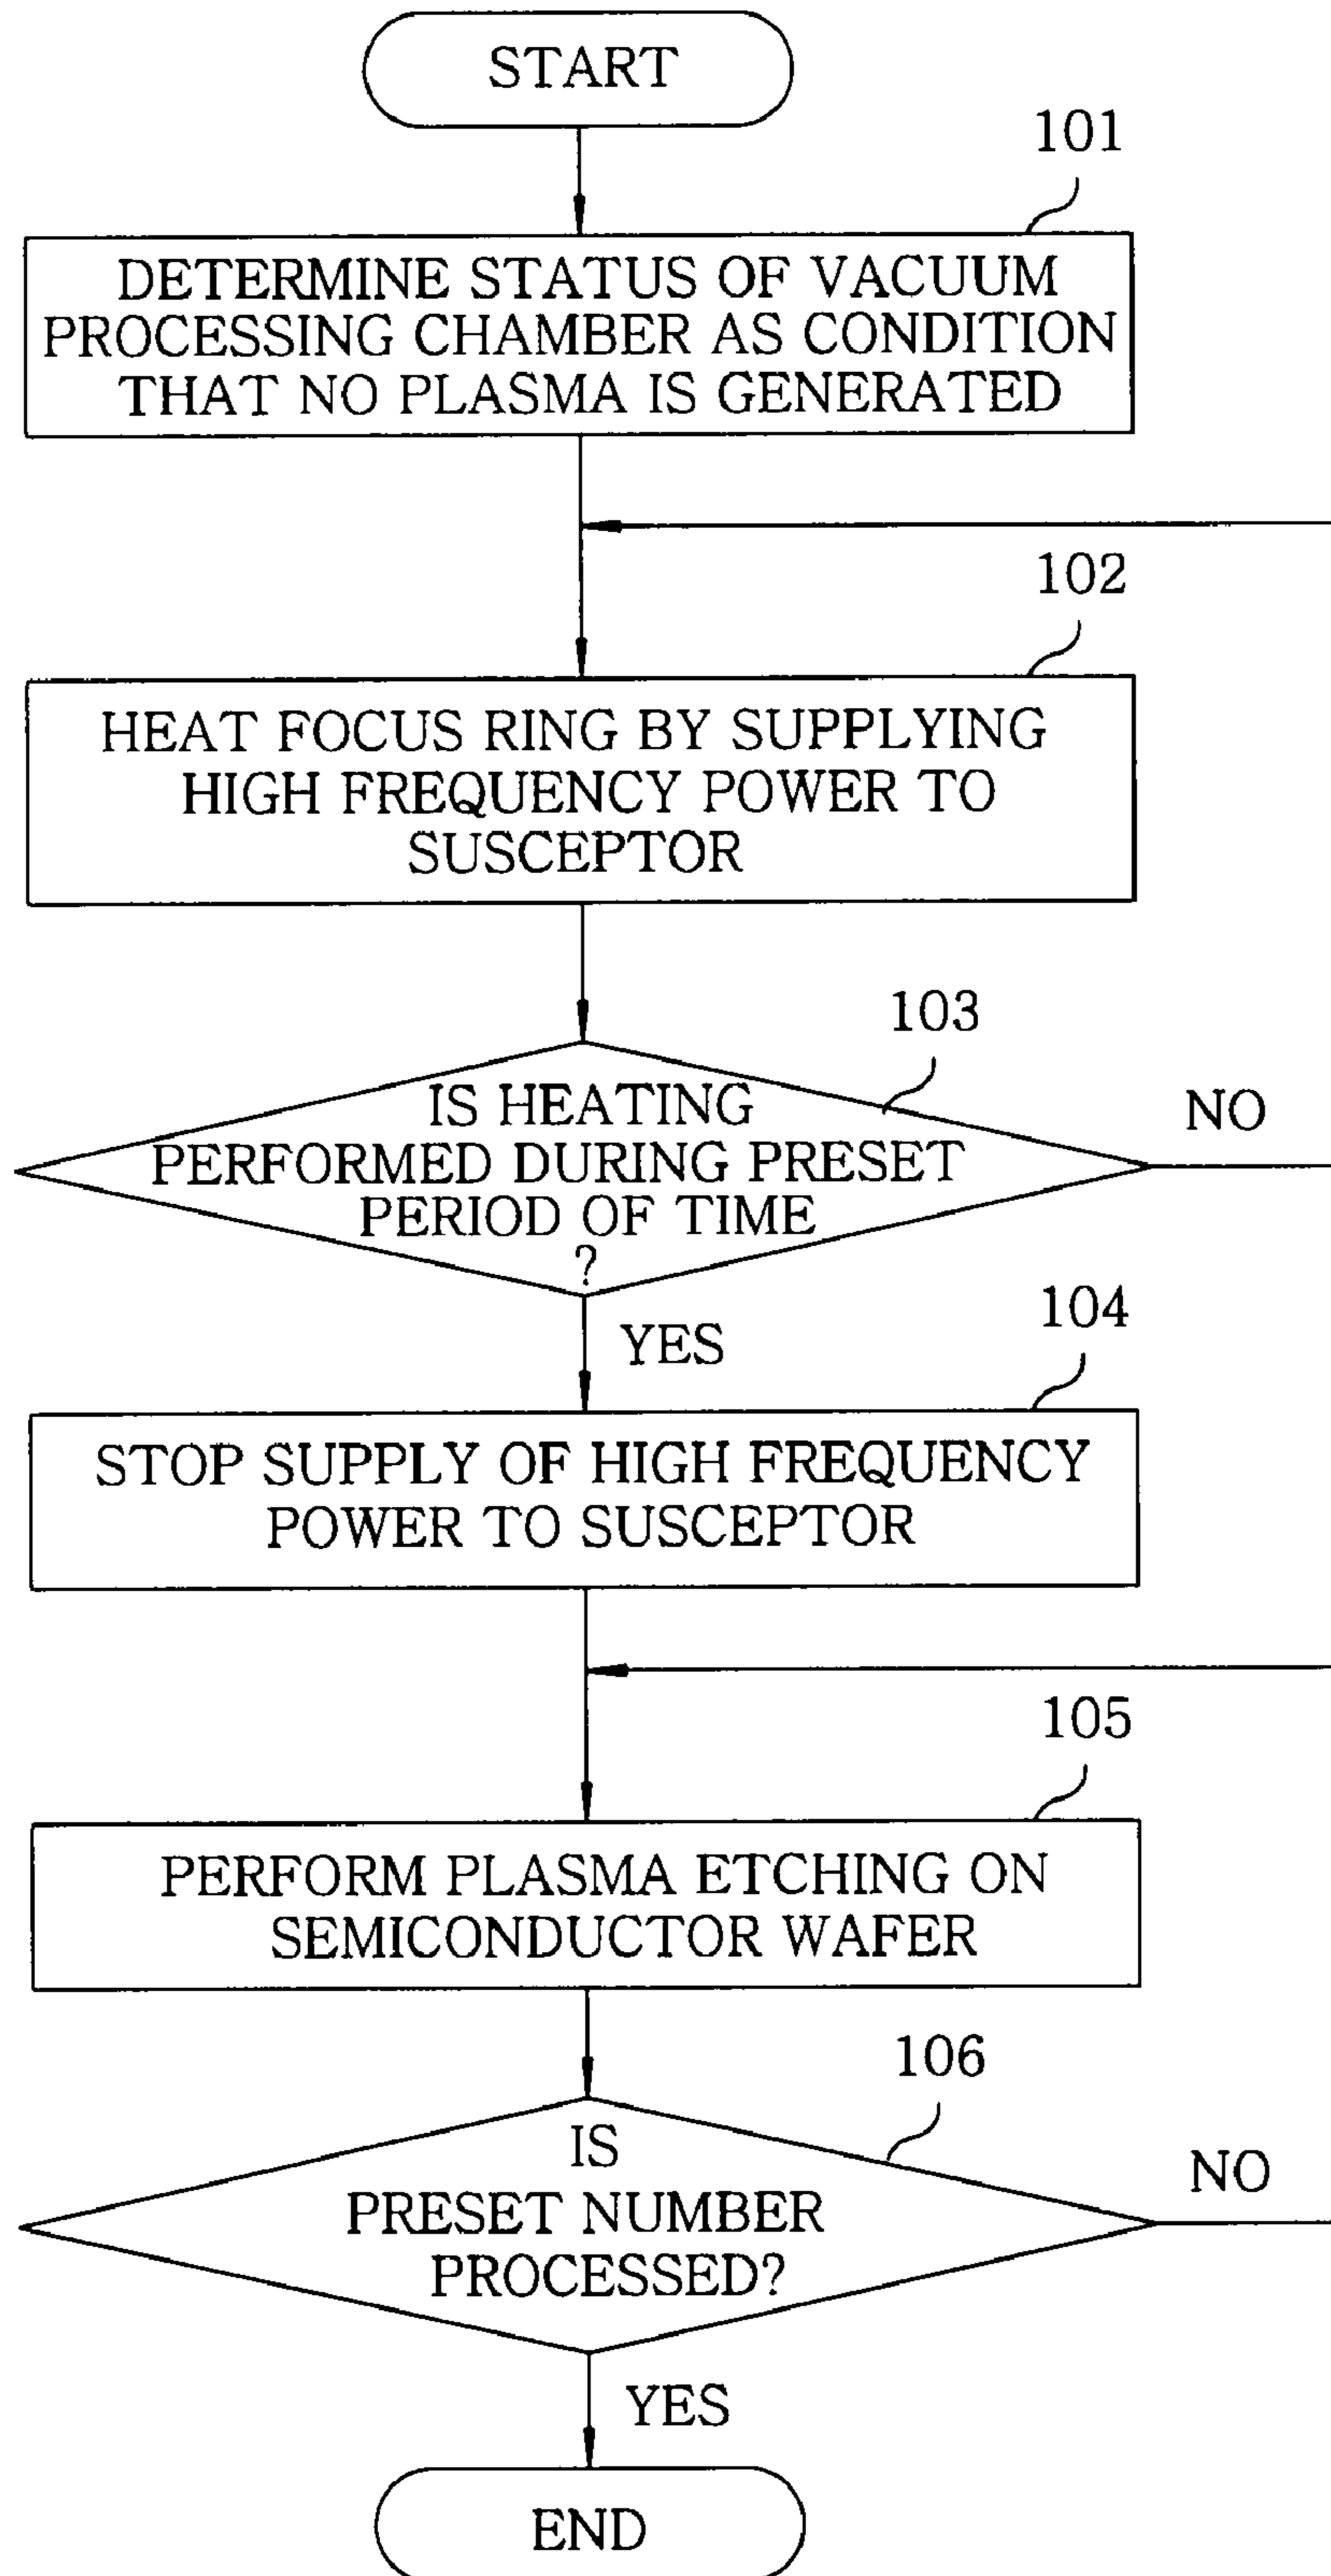 START
101
DETERMINE STATUS OF VACUUM
PROCESSING CHAMBER AS CONDITION
THAT NO PLASMA IS GENERATED
102
HEAT FOCUS RING BY SUPPLYING
HIGH FREQUENCY POWER TO
SUSCEPTOR
103
IS HEATING
PERFORMED DURING PRESET
PERIOD OF TIME
?
NO
YES
104
STOP SUPPLY OF HIGH FREQUENCY
POWER TO SUSCEPTOR
105
PERFORM PLASMA ETCHING ON
SEMICONDUCTOR WAFER
106
IS
PRESET NUMBER
PROCESSED?
NO
YES
END